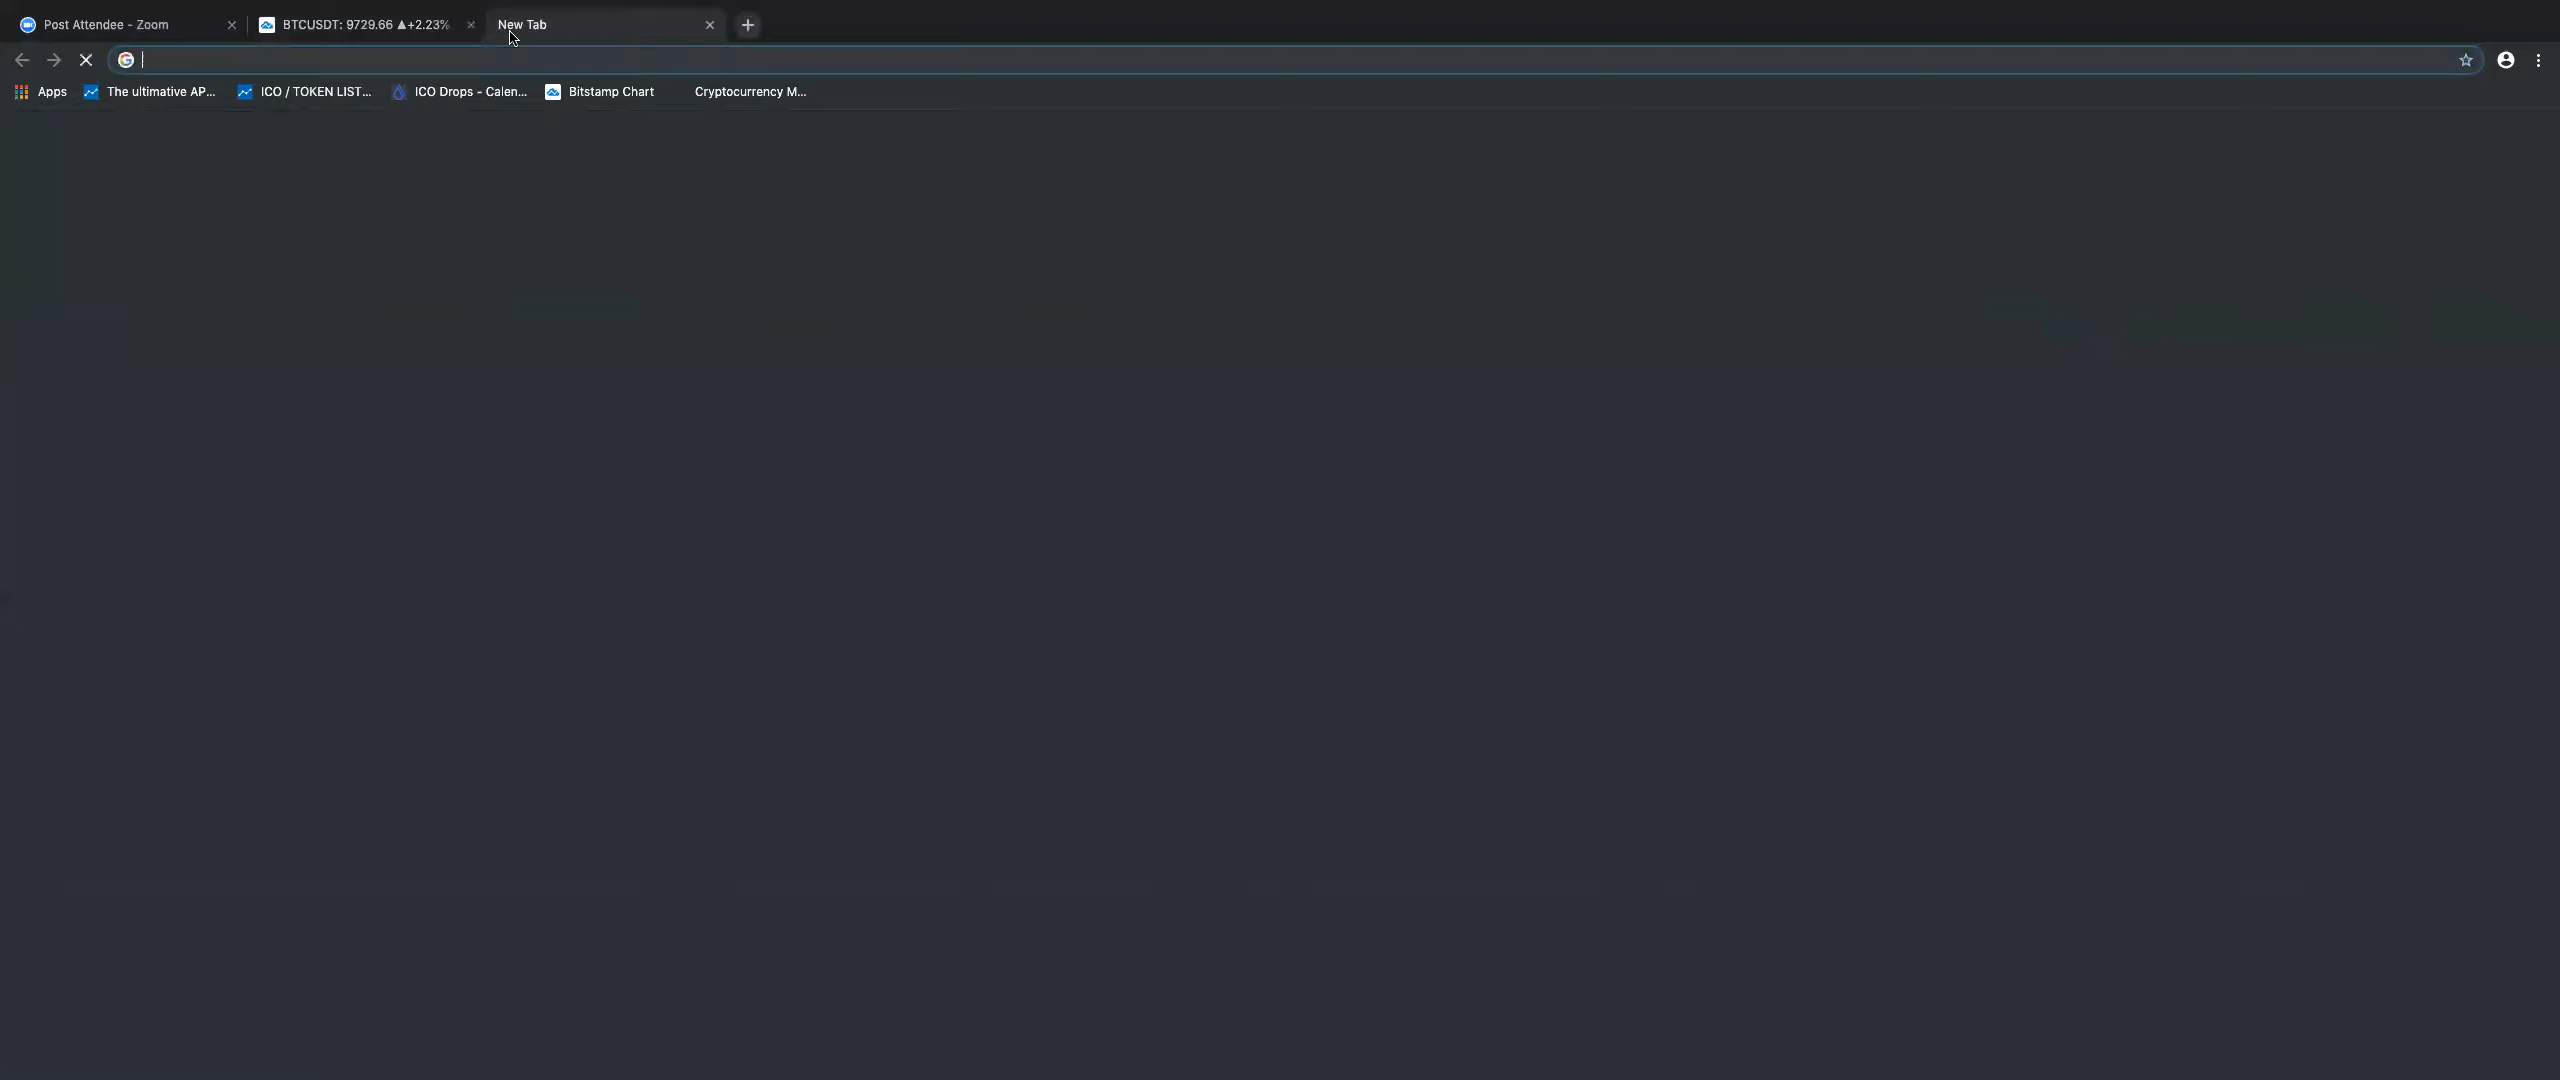 Post Attendee - Zoom
BTCUSDT: 9729.66 ▲+2.23%
New Tab
Apps
The ultimative AP...
ICO / TOKEN LIST...
ICO Drops - Calen...
Bitstamp Chart
Cryptocurrency M...